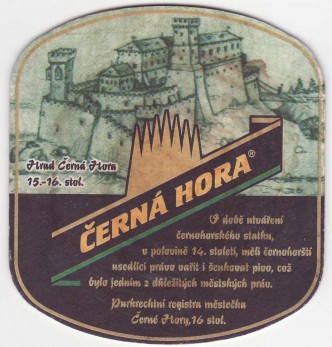 Hrad Černá Hora
15.-16. stol.
ČERNÁ HORA®
O době utváření
černohorského statku,
v polovině 14. století, měli černohorští
usedlíci právo vařit i šenkovat pivo, což
bylo jedním z důležitých městských práv.
Purkrechtní registra městečka
Černé Hory, 16 stol.